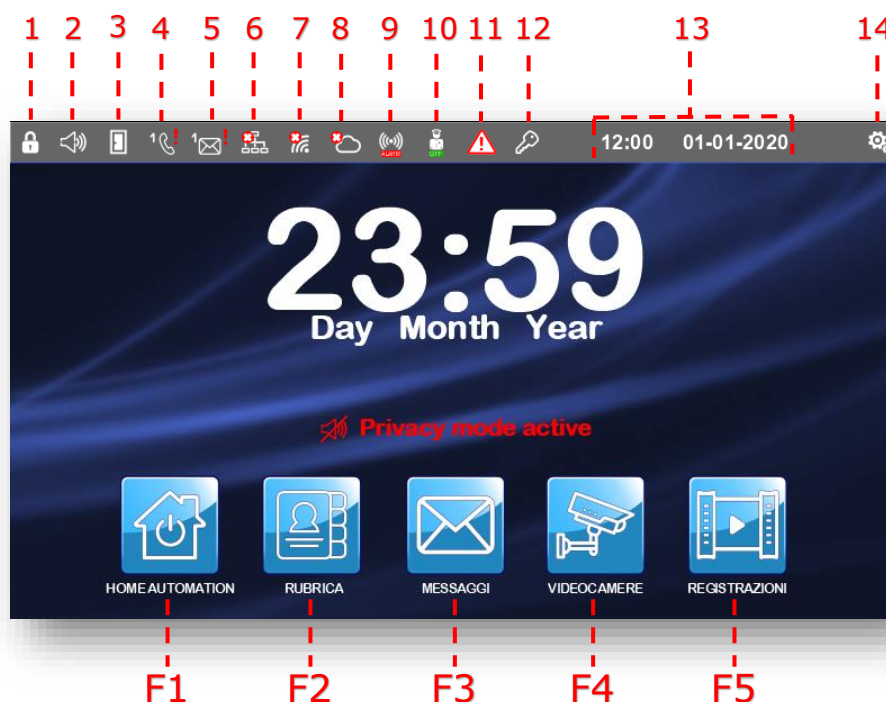 1 2 3 4 5 6 7 8 9 10 11 12 13 14
1 ! 1 ! ALARM OFF 12:00 01-01-2020
23:59
Day Month Year
Privacy mode active
HOME AUTOMATION RUBRICA MESSAGGI VIDEOCAMERE REGISTRAZIONI
F1 F2 F3 F4 F5